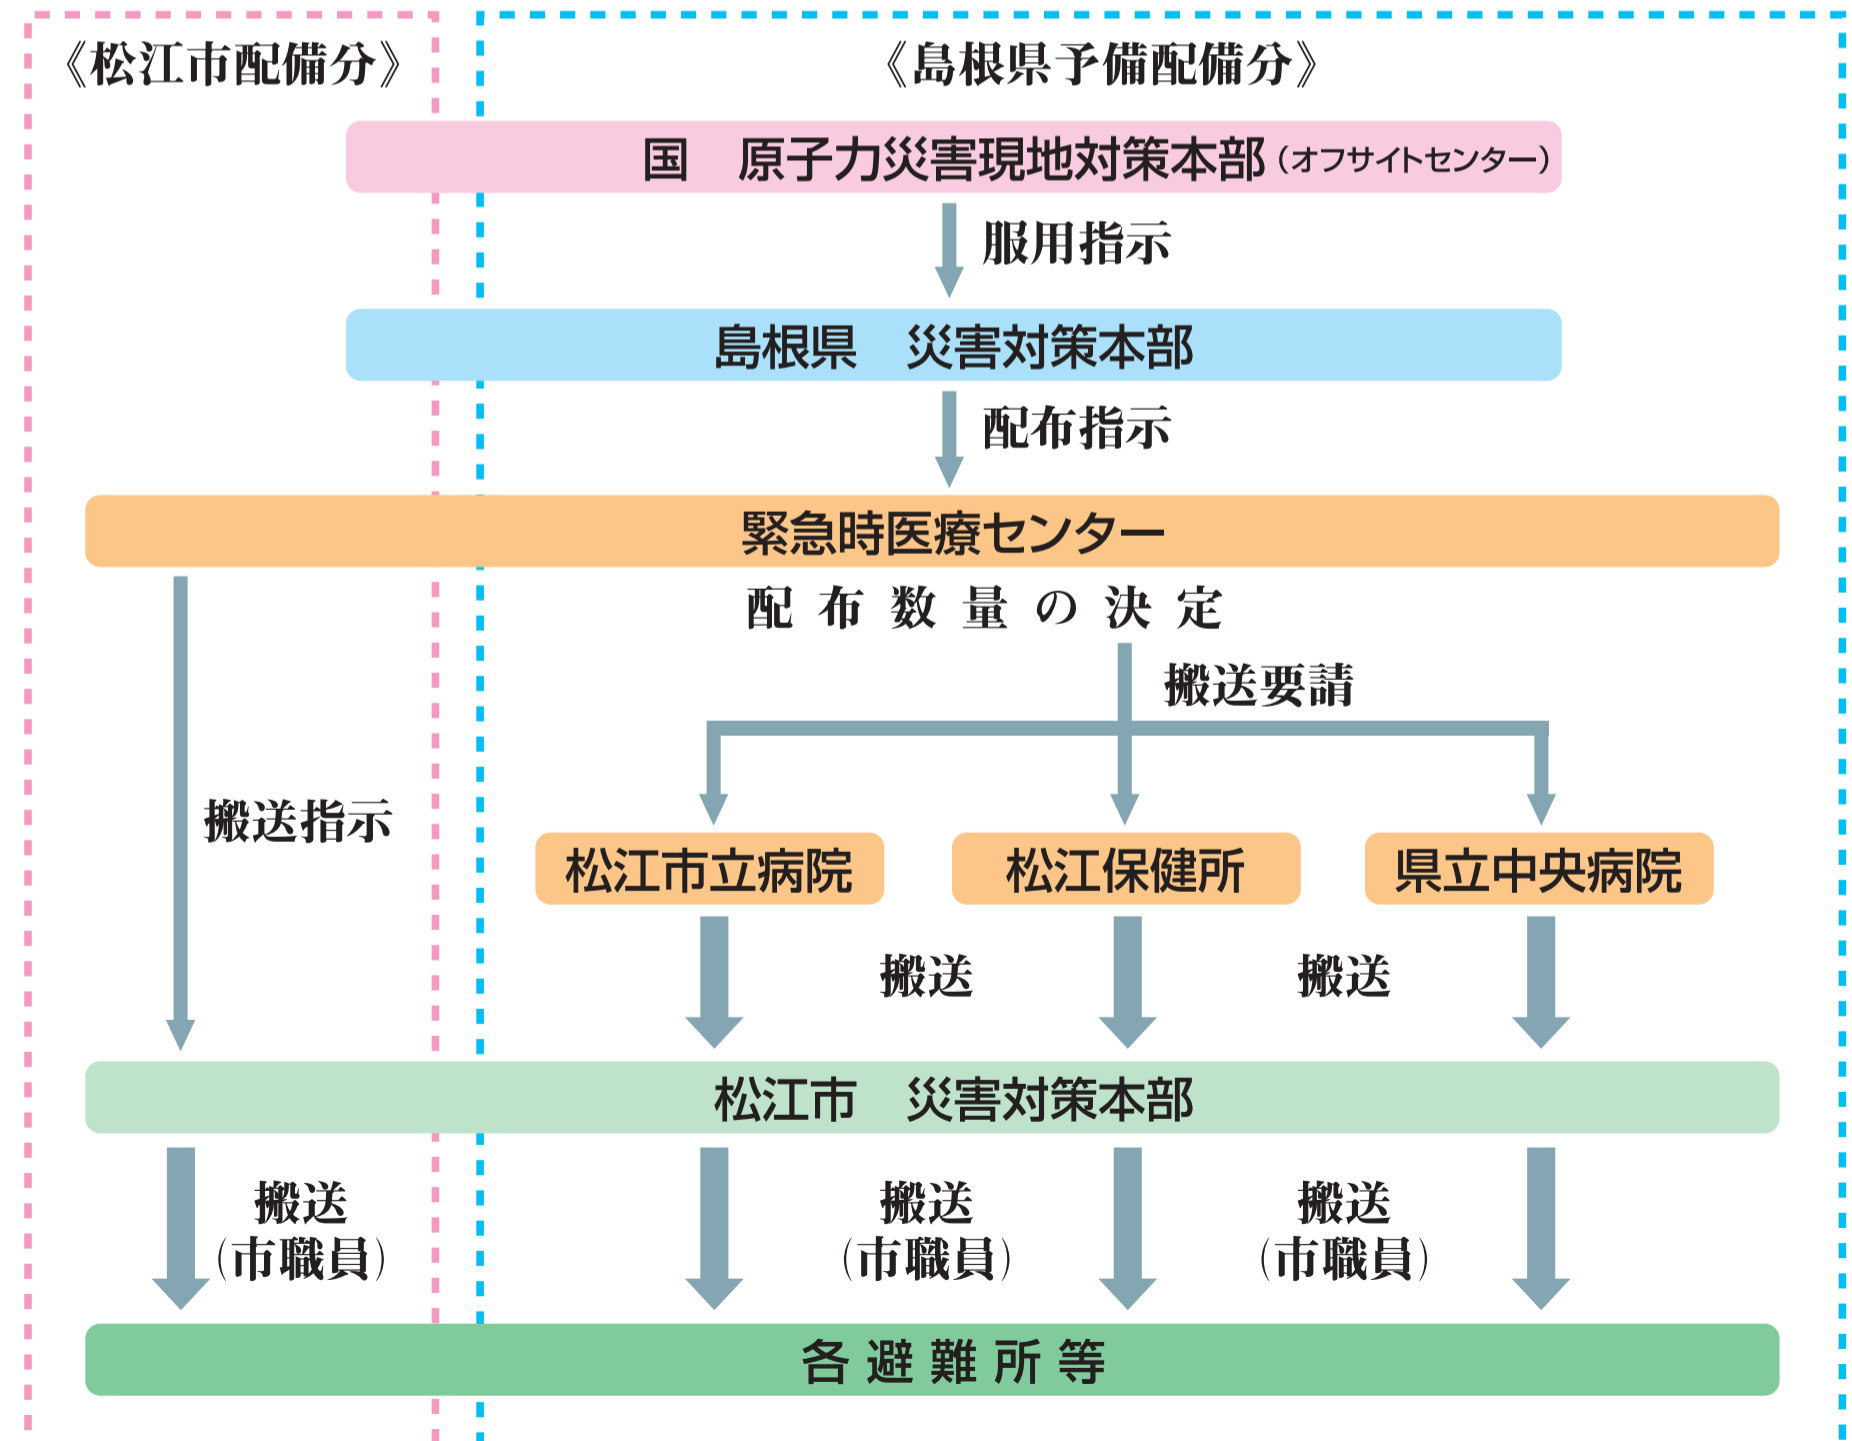 《松江市配備分》
《島根県予備配備分》
国　原子力災害現地対策本部（オフサイトセンター）
服用指示
島根県　災害対策本部
配布指示
緊急時医療センター
配布数量の決定
搬送要請
搬送指示
松江市立病院
松江保健所
県立中央病院
搬送
搬送
松江市　災害対策本部
搬送
（市職員）
搬送
（市職員）
搬送
（市職員）
各避難所等